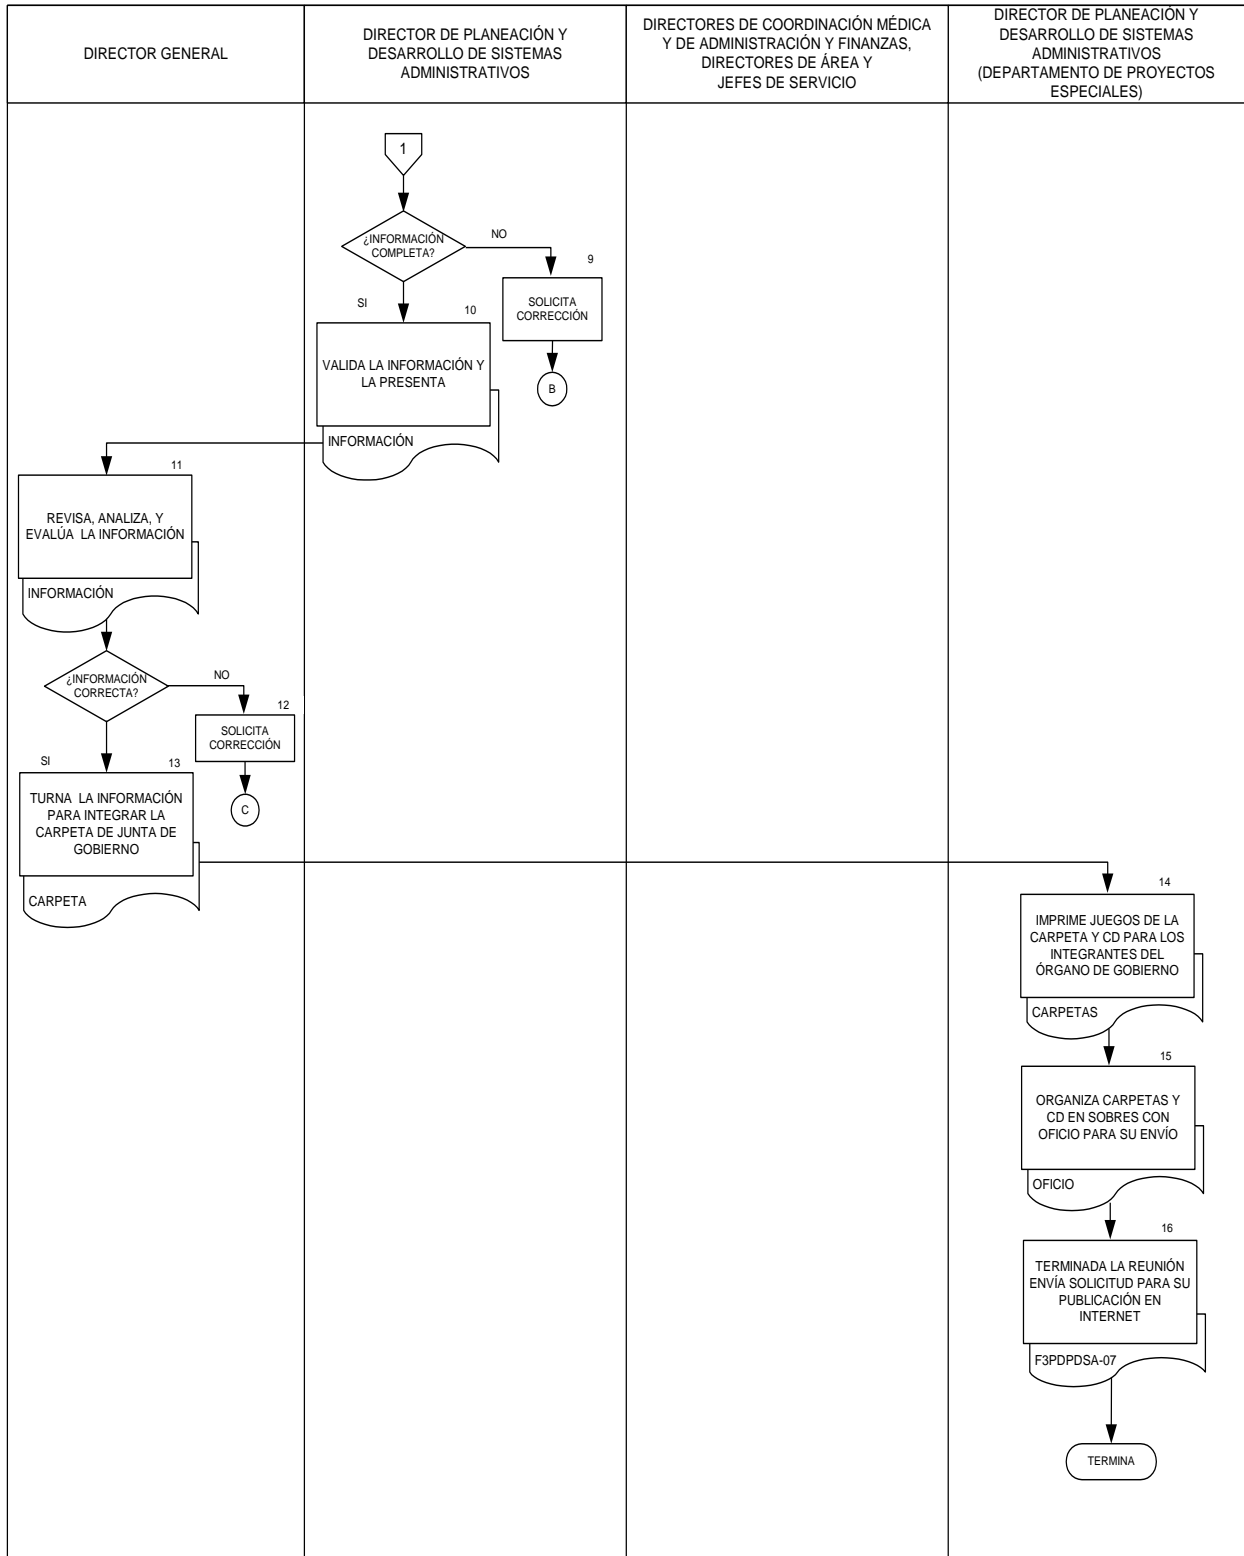 DIRECTOR GENERAL
DIRECTOR DE PLANEACIÓN Y
DESARROLLO DE SISTEMAS
ADMINISTRATIVOS
DIRECTORES DE COORDINACIÓN MÉDICA
Y DE ADMINISTRACIÓN Y FINANZAS,
DIRECTORES DE ÁREA Y
JEFES DE SERVICIO
DIRECTOR DE PLANEACIÓN Y
DESARROLLO DE SISTEMAS
ADMINISTRATIVOS
(DEPARTAMENTO DE PROYECTOS
ESPECIALES)
1
¿INFORMACIÓN
COMPLETA?
NO
9
SOLICITA
CORRECCIÓN
B
SI
10
VALIDA LA INFORMACIÓN Y
LA PRESENTA
INFORMACIÓN
11
REVISA, ANALIZA, Y
EVALÚA LA INFORMACIÓN
INFORMACIÓN
¿INFORMACIÓN
CORRECTA?
NO
12
SOLICITA
CORRECCIÓN
C
SI
13
TURNA LA INFORMACIÓN
PARA INTEGRAR LA
CARPETA DE JUNTA DE
GOBIERNO
CARPETA
14
IMPRIME JUEGOS DE LA
CARPETA Y CD PARA LOS
INTEGRANTES DEL
ÓRGANO DE GOBIERNO
CARPETAS
15
ORGANIZA CARPETAS Y
CD EN SOBRES CON
OFICIO PARA SU ENVÍO
OFICIO
16
TERMINADA LA REUNIÓN
ENVÍA SOLICITUD PARA SU
PUBLICACIÓN EN
INTERNET
F3PDPDSA-07
TERMINA